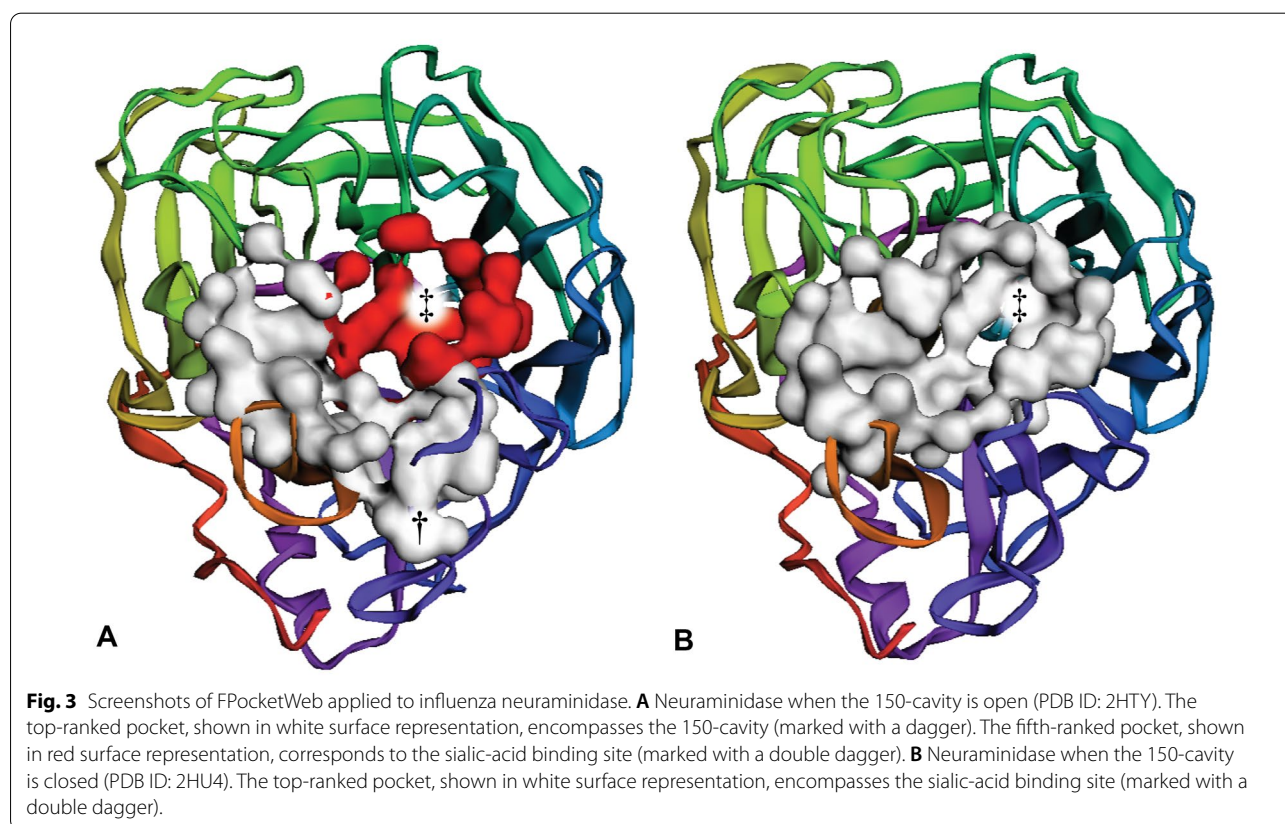 ‡
‡
†
A
B
Fig. 3 Screenshots of FPocketWeb applied to influenza neuraminidase. A Neuraminidase when the 150-cavity is open (PDB ID: 2HTY). The
top-ranked pocket, shown in white surface representation, encompasses the 150-cavity (marked with a dagger). The fifth-ranked pocket, shown
in red surface representation, corresponds to the sialic-acid binding site (marked with a double dagger). B Neuraminidase when the 150-cavity
is closed (PDB ID: 2HU4). The top-ranked pocket, shown in white surface representation, encompasses the sialic-acid binding site (marked with a
double dagger).